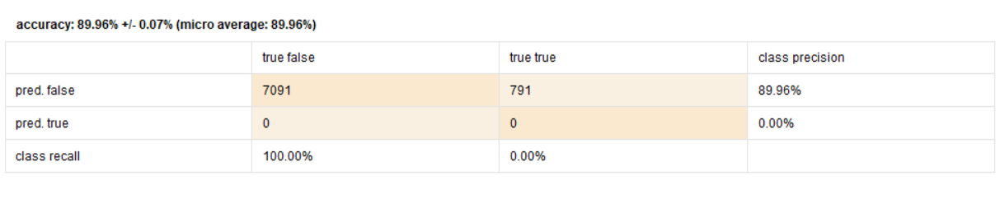 accuracy: 89.96% +/- 0.07% (micro average: 89.96%)
true false true true class precision
pred. false 7091 791 89.96%
pred. true 0 0 0.00%
class recall 100.00% 0.00%